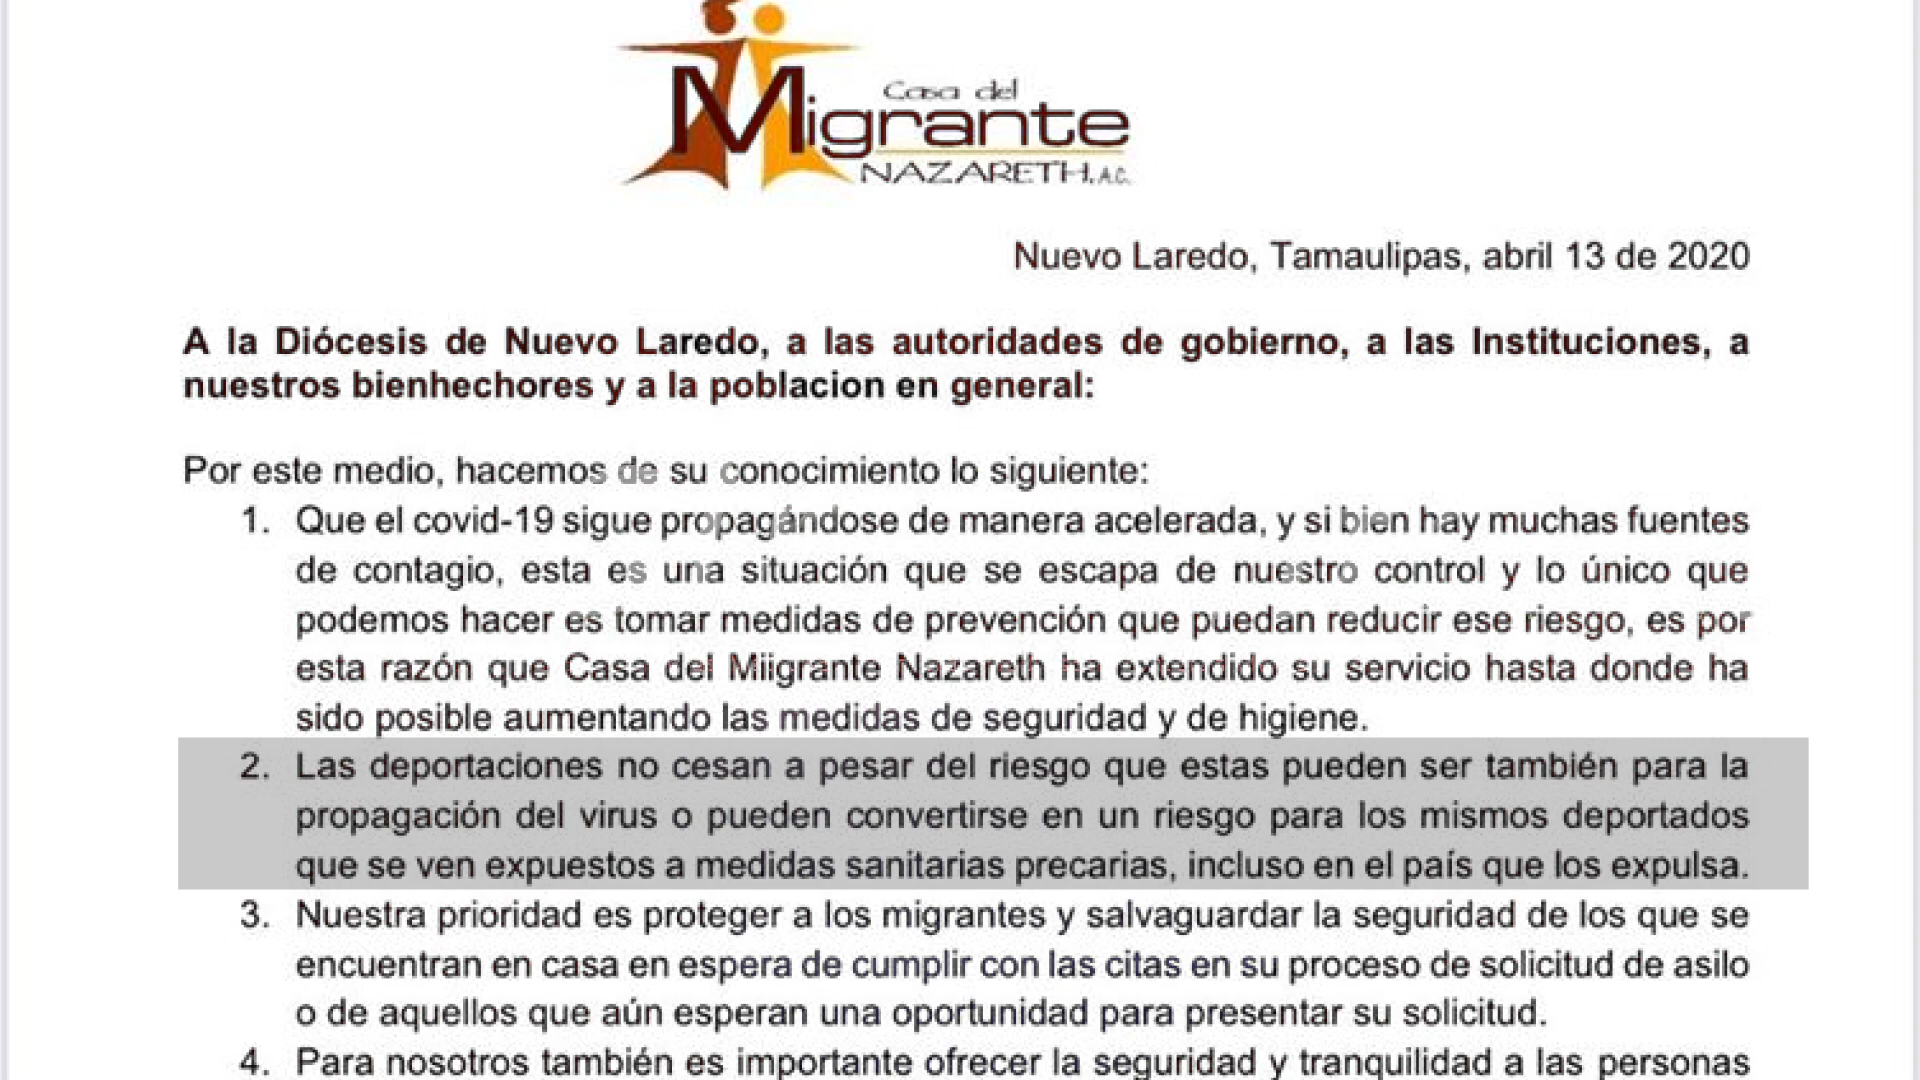 Casa del
Migrante
NAZARETH, A.C.
Nuevo Laredo, Tamaulipas, abril 13 de 2020
A la Diócesis de Nuevo Laredo, a las autoridades de gobierno, a las Instituciones, a
nuestros bienhechores y a la poblacion en general:
Por este medio, hacemos de su conocimiento lo siguiente:
1. Que el covid-19 sigue propagándose de manera acelerada, y si bien hay muchas fuentes
de contagio, esta es una situación que se escapa de nuestro control y lo único que
podemos hacer es tomar medidas de prevención que puedan reducir ese riesgo, es por
esta razón que Casa del Miigrante Nazareth ha extendido su servicio hasta donde ha
sido posible aumentando las medidas de seguridad y de higiene.
2. Las deportaciones no cesan a pesar del riesgo que estas pueden ser también para la
propagación del virus o pueden convertirse en un riesgo para los mismos deportados
que se ven expuestos a medidas sanitarias precarias, incluso en el país que los expulsa.
3. Nuestra prioridad es proteger a los migrantes y salvaguardar la seguridad de los que se
encuentran en casa en espera de cumplir con las citas en su proceso de solicitud de asilo
o de aquellos que aún esperan una oportunidad para presentar su solicitud.
4. Para nosotros también es importante ofrecer la seguridad y tranquilidad a las personas